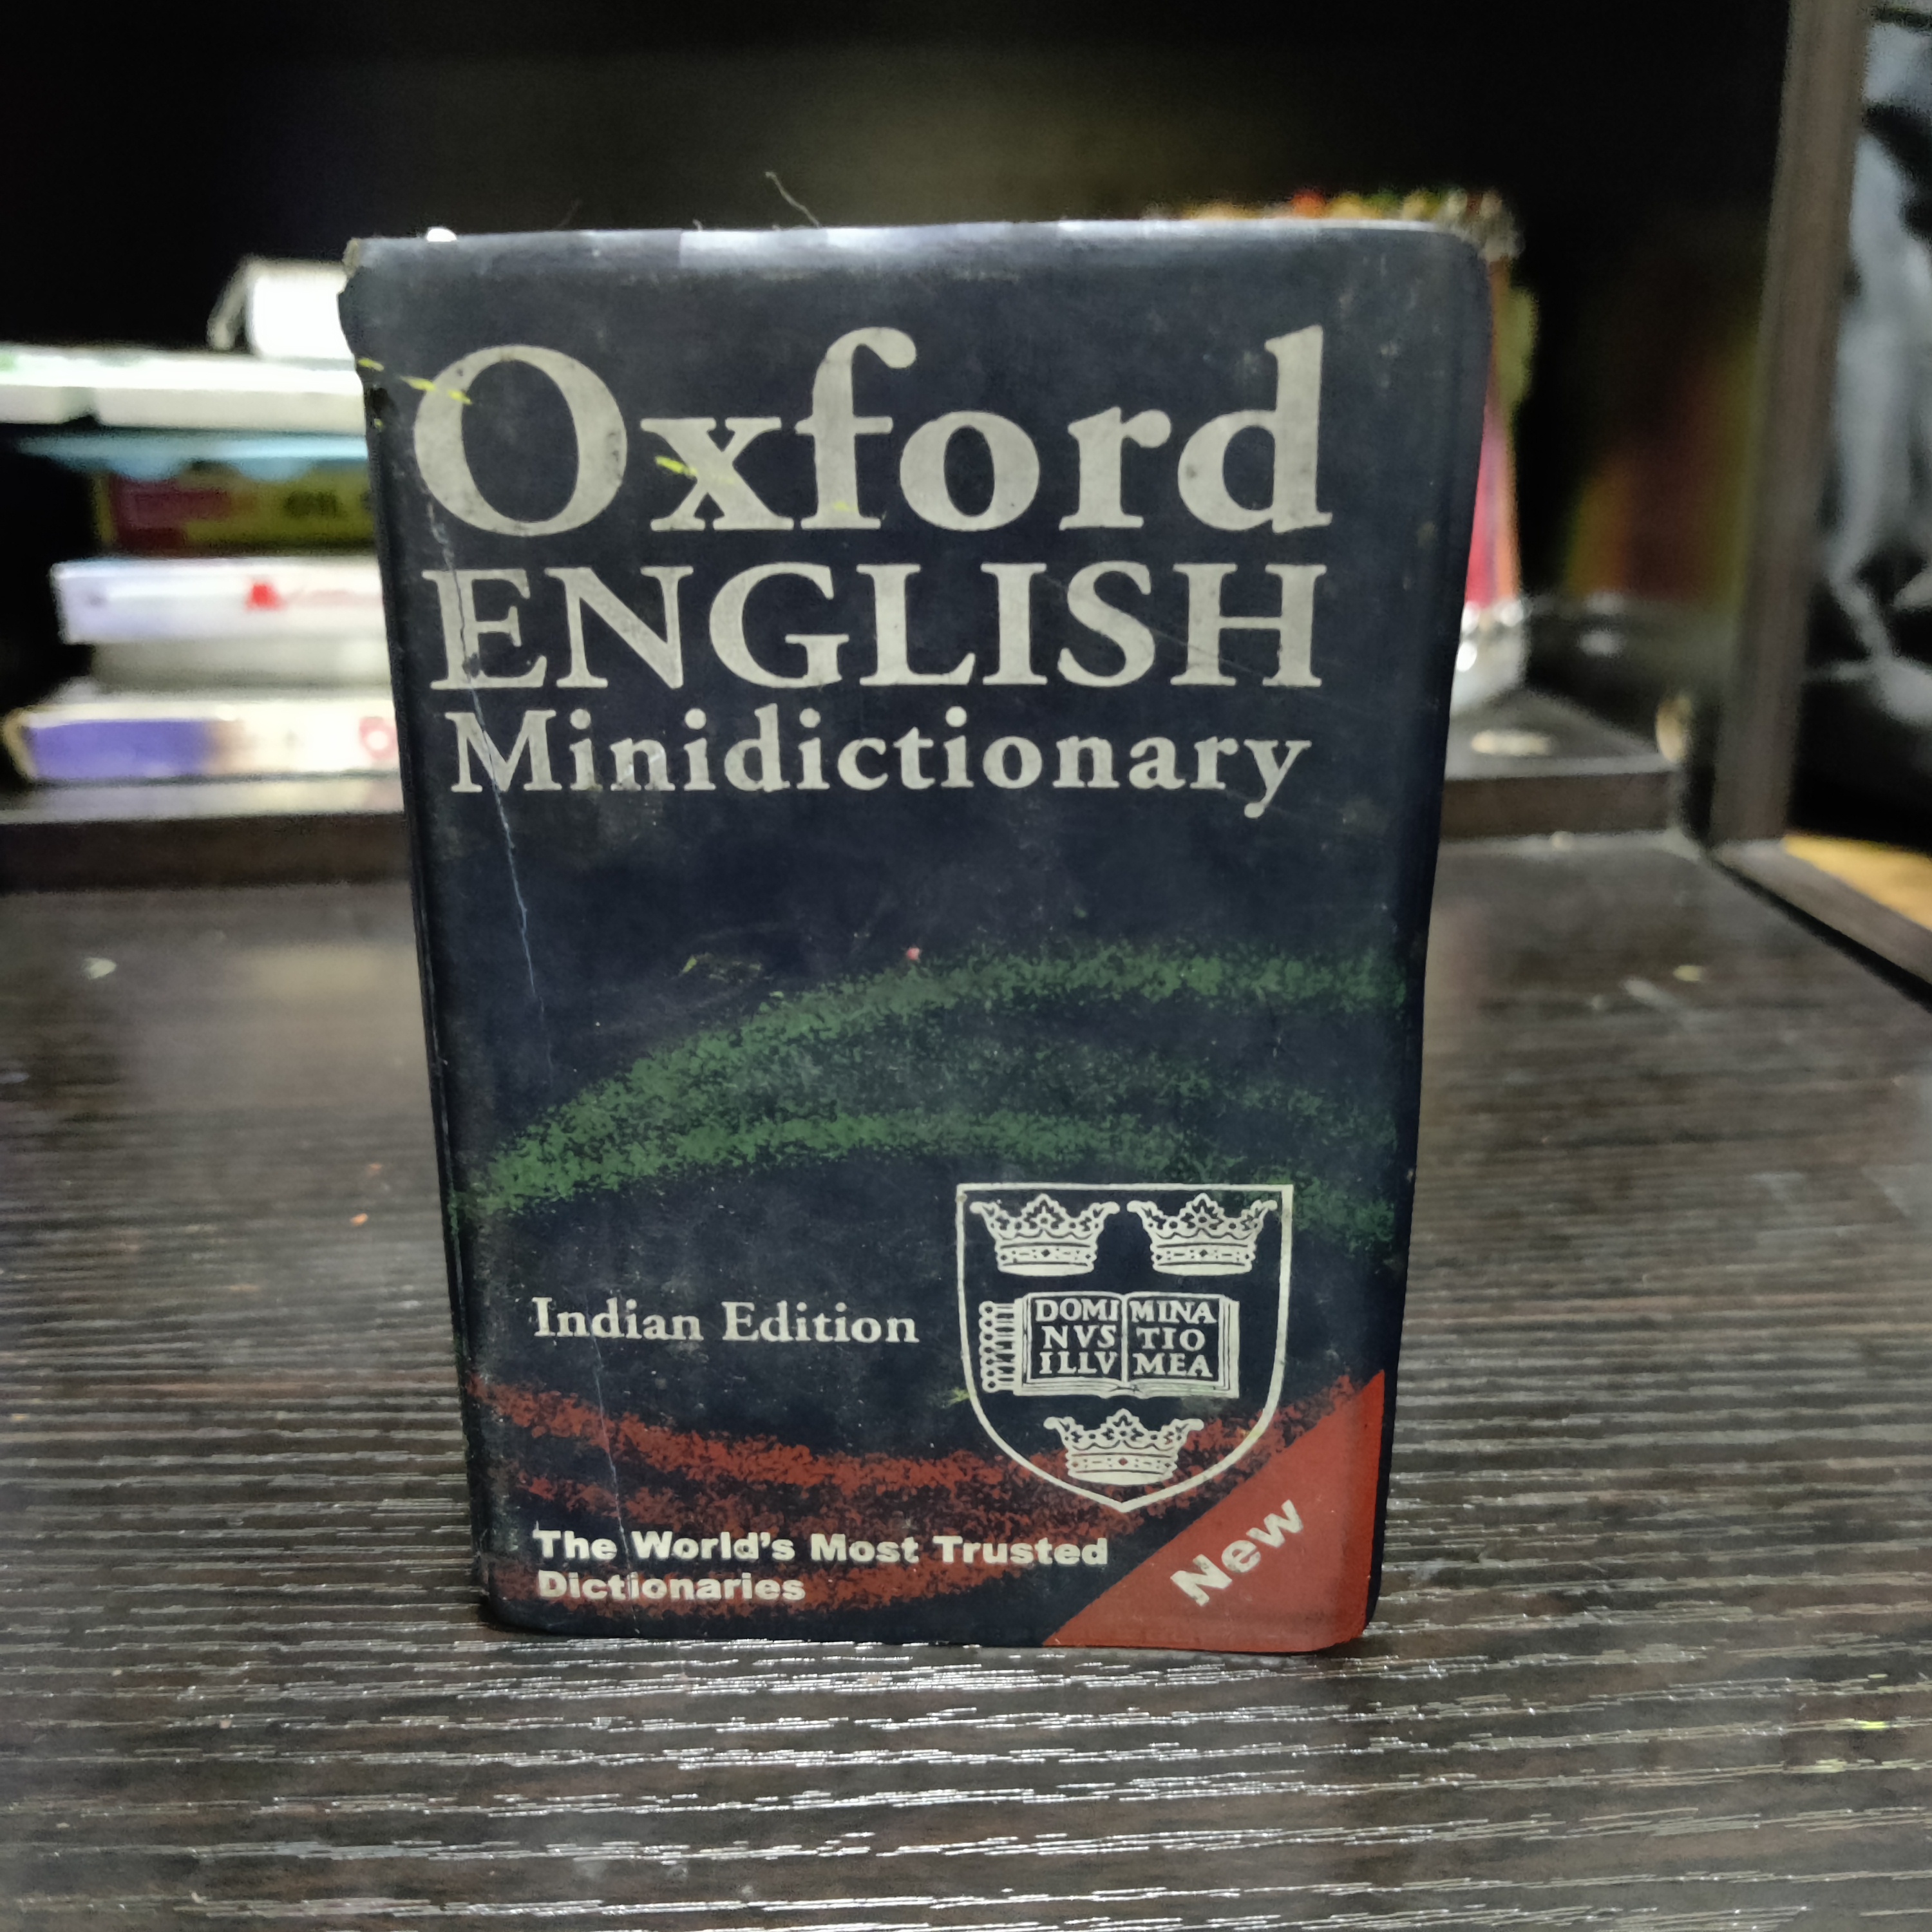 Oxford
ENGLISH
Minidictionary
Indian Edition
DOMI MINA
NVS TIO
ILLV MEA
New
The World's Most Trusted
Dictionaries